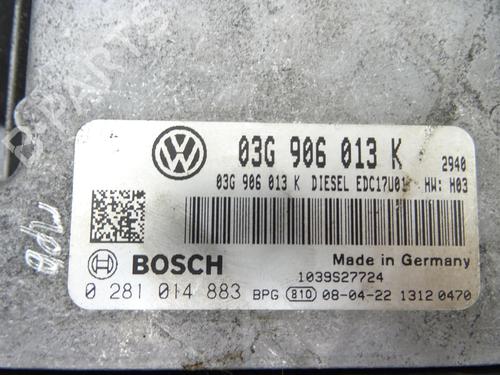 B-PARTS
03G 906 013 K 2940
03G 906 013 K DIESEL EDC17U01 HW: H03
BOSCH
Made in Germany
1039S27724
0 281 014 883 BPG 810 08-04-22 1312 0470